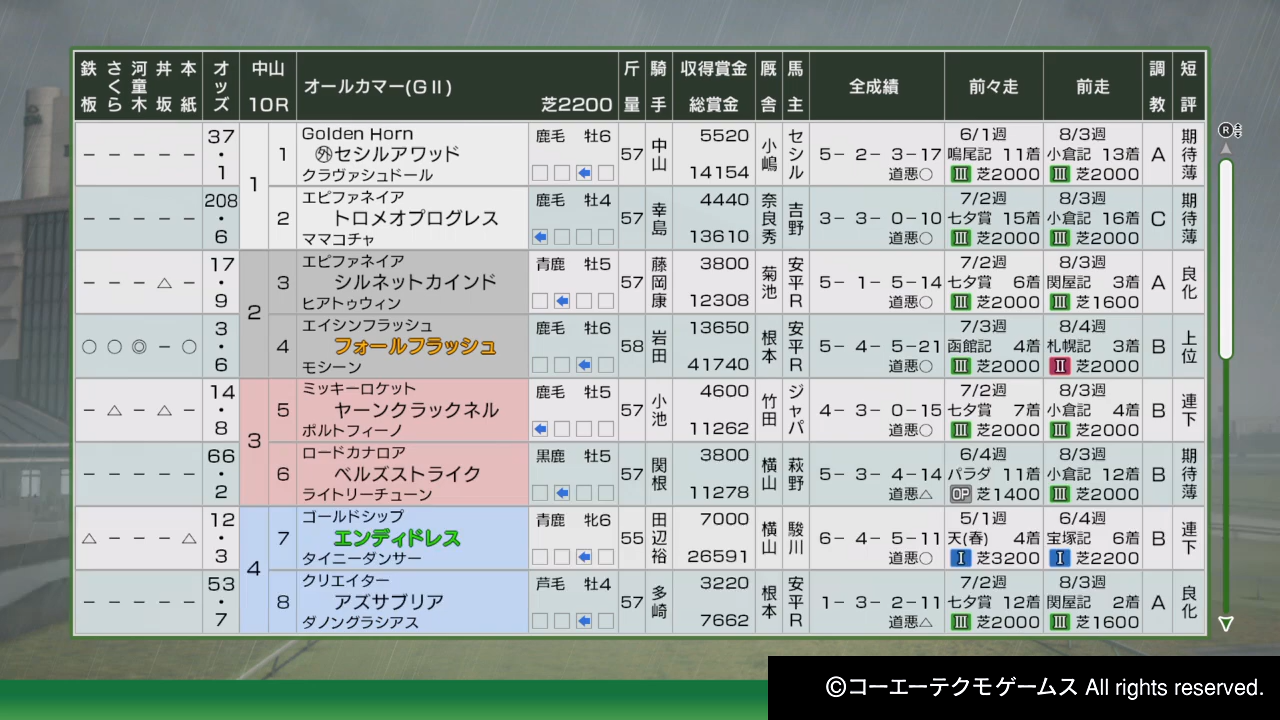 鉄板 さくら 河童木 丼坂 本紙 オッズ 中山10R オールカマー(GⅡ) 芝2200 斤量 騎手 収得賞金 総賞金 厩舎 馬主 全成績 前々走 前走 調教 短評
－ － － － － 37・1 1 1 Golden Horn 鹿毛 牡6 57 中山 5520 小嶋 セシル 5－ 2－ 3－17 6/1週 8/3週 A 期待薄
外セシルアワッド 鳴尾記 11着 小倉記 13着
クラヴァシュドール 14154 道悪○ Ⅲ 芝2000 Ⅲ 芝2000
－ － － － － 208・6 2 エピファネイア 鹿毛 牡4 57 幸島 4440 奈良秀 吉野 3－ 3－ 0－10 7/2週 8/3週 C 期待薄
トロメオプログレス 七夕賞 15着 小倉記 16着
ママコチャ 13610 道悪○ Ⅲ 芝2000 Ⅲ 芝2000
－ － － △ － 17・9 2 3 エピファネイア 青鹿 牡5 57 藤岡康 3800 菊池 安平R 5－ 1－ 5－14 7/2週 8/3週 A 良化
シルネットカインド 七夕賞 6着 関屋記 3着
ヒアトゥウィン 12308 道悪○ Ⅲ 芝2000 Ⅲ 芝1600
○ ○ ◎ － ○ 3・6 4 エイシンフラッシュ 鹿毛 牡6 58 岩田 13650 根本 安平R 5－ 4－ 5－21 7/3週 8/4週 B 上位
フォールフラッシュ 函館記 4着 札幌記 3着
モシーン 41740 道悪○ Ⅲ 芝2000 Ⅱ 芝2000
－ △ － △ － 14・8 3 5 ミッキーロケット 鹿毛 牡5 57 小池 4600 竹田 ジャパ 4－ 3－ 0－15 7/2週 8/3週 B 連下
ヤーンクラックネル 七夕賞 7着 小倉記 4着
ボルトフィーノ 11262 道悪○ Ⅲ 芝2000 Ⅲ 芝2000
－ － － － － 66・2 6 ロードカナロア 黒鹿 牡5 57 関根 3800 横山 萩野 5－ 3－ 4－14 6/4週 8/3週 B 期待薄
ベルズストライク パラダ 11着 小倉記 12着
ライトリーチューン 11278 道悪△ OP 芝1400 Ⅲ 芝2000
△ － － － △ 12・3 4 7 ゴールドシップ 青鹿 牝6 55 田辺裕 7000 横山 駿川 6－ 4－ 5－11 5/1週 6/4週 B 連下
エンディドレス 天(春) 4着 宝塚記 6着
タイニーダンサー 26591 道悪○ Ⅰ 芝3200 Ⅰ 芝2200
－ － － － － 53・7 8 クリエイター 芦毛 牡4 57 多崎 3220 根本 安平R 1－ 3－ 2－11 7/2週 8/3週 A 良化
アズサブリア 七夕賞 12着 関屋記 2着
ダノングラシアス 7662 道悪△ Ⅲ 芝2000 Ⅲ 芝1600
R
©コーエーテクモゲームス All rights reserved.